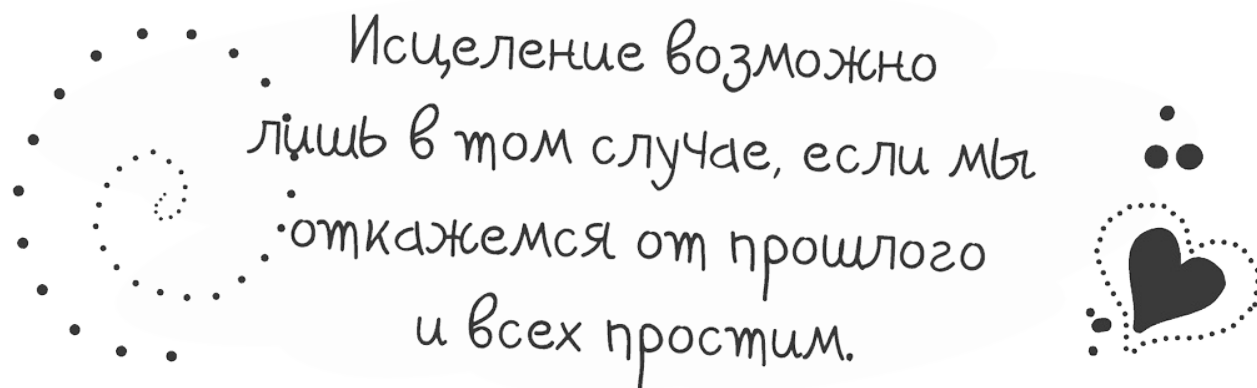 Исцеление возможно
лишь в том случае, если мы
откажемся от прошлого
и всех простим.